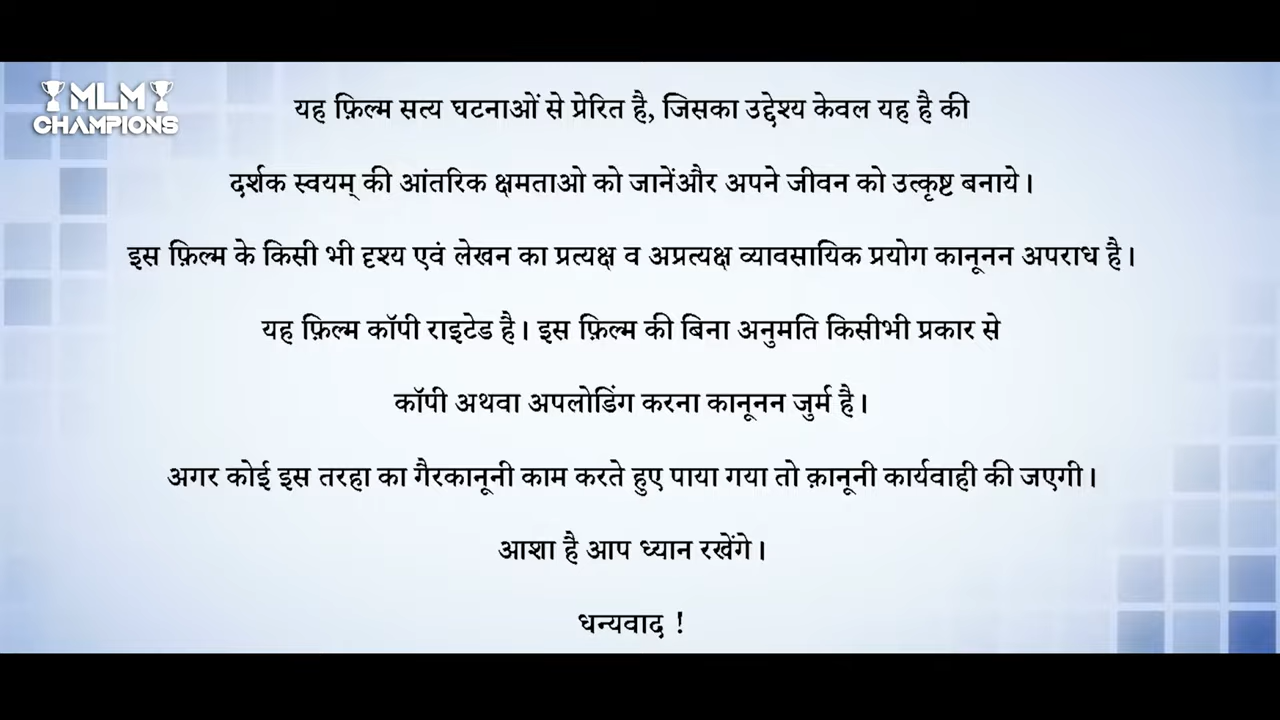 MLM
CHAMPIONS
यह फ़िल्म सत्य घटनाओं से प्रेरित है, जिसका उद्देश्य केवल यह है की
दर्शक स्वयम् की आंतरिक क्षमताओ को जानेंऔर अपने जीवन को उत्कृष्ट बनाये।
इस फ़िल्म के किसी भी दृश्य एवं लेखन का प्रत्यक्ष व अप्रत्यक्ष व्यावसायिक प्रयोग कानूनन अपराध है।
यह फ़िल्म कॉपी राइटेड है। इस फ़िल्म की बिना अनुमति किसीभी प्रकार से
कॉपी अथवा अपलोडिंग करना कानूनन जुर्म है।
अगर कोई इस तरहा का गैरकानूनी काम करते हुए पाया गया तो क़ानूनी कार्यवाही की जएगी।
आशा है आप ध्यान रखेंगे।
धन्यवाद !